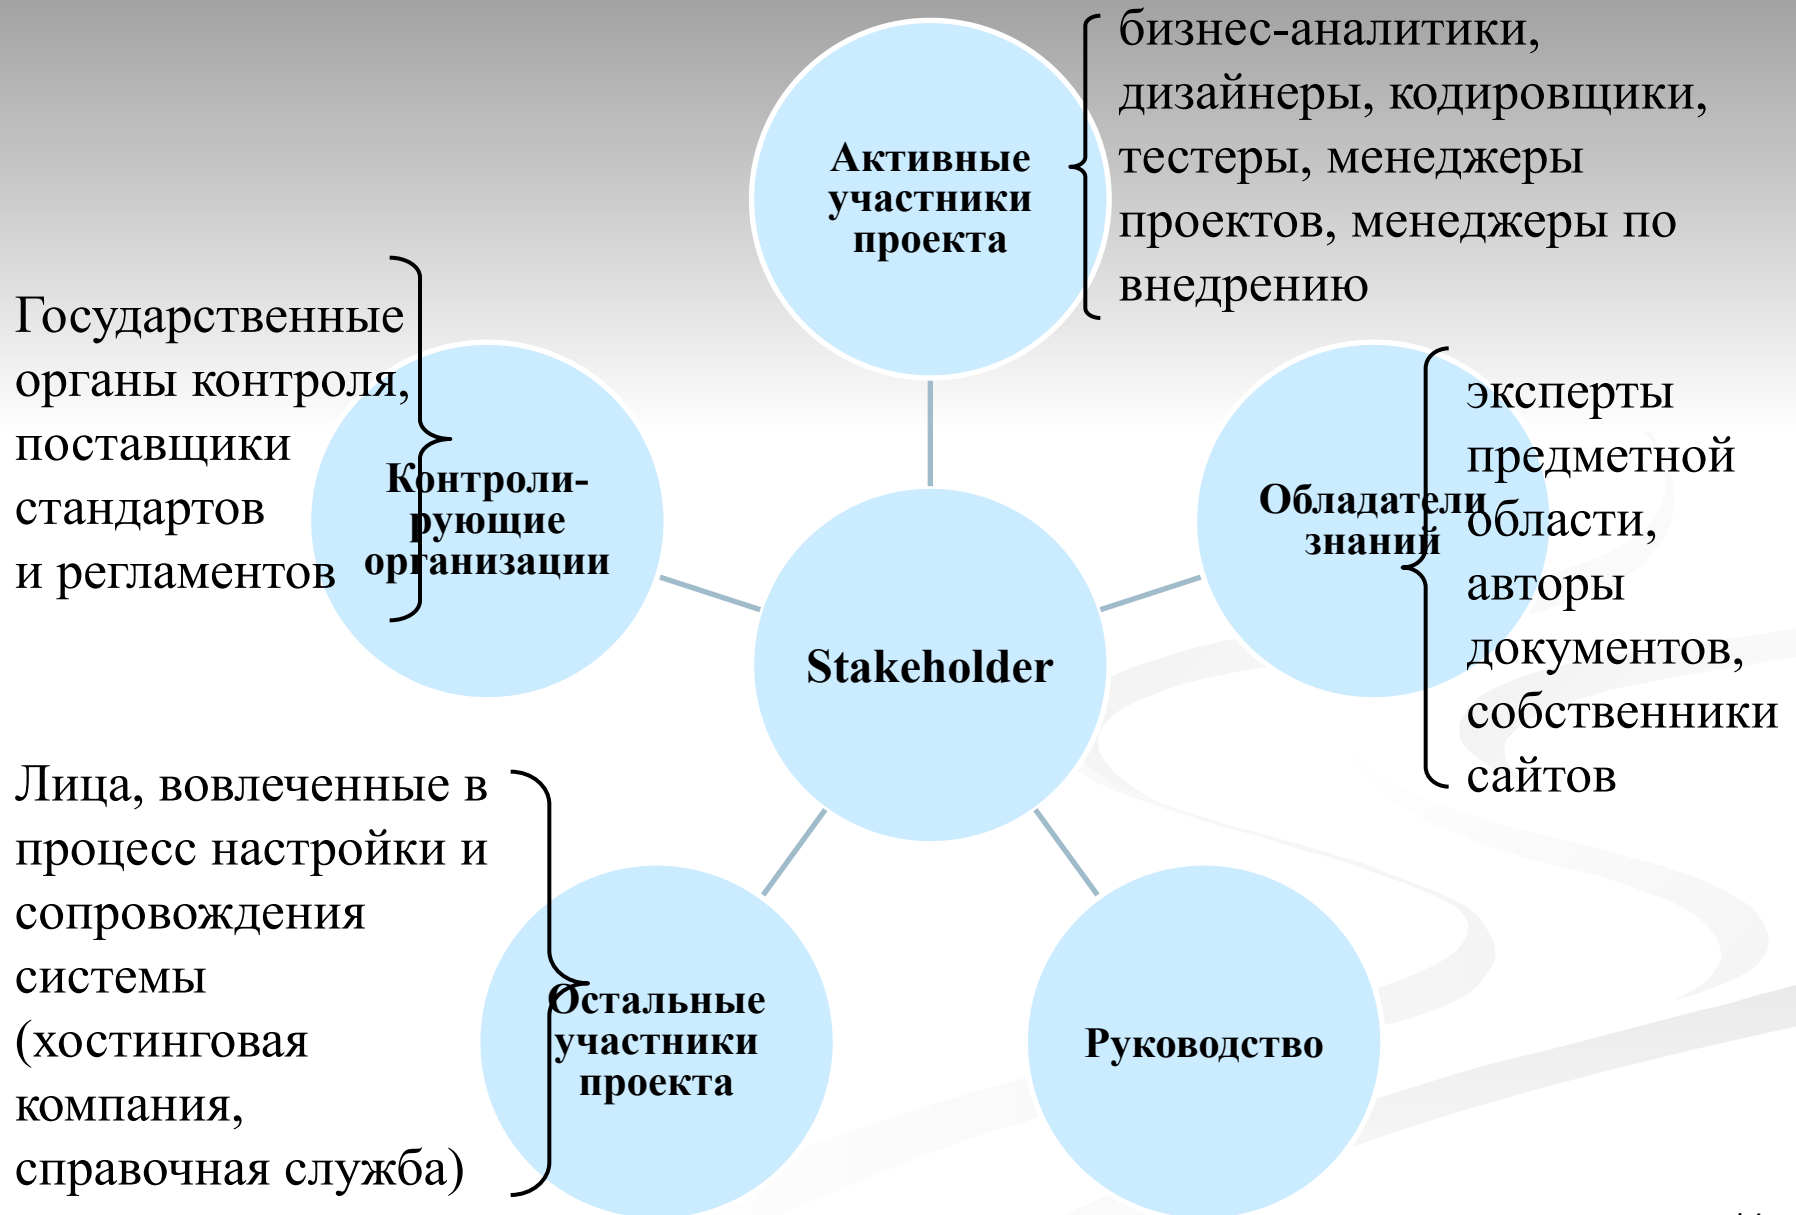 бизнес-аналитики,
дизайнеры, кодировщики,
тестеры, менеджеры
проектов, менеджеры по
внедрению
Активные
участники
проекта
Государственные
органы контроля,
поставщики
стандартов
и регламентов
Контроли-
рующие
организации
эксперты
предметной
области,
авторы
документов,
собственники
сайтов
Обладатели
знаний
Stakeholder
Лица, вовлеченные в
процесс настройки и
сопровождения
системы
(хостинговая
компания,
справочная служба)
Остальные
участники
проекта
Руководство